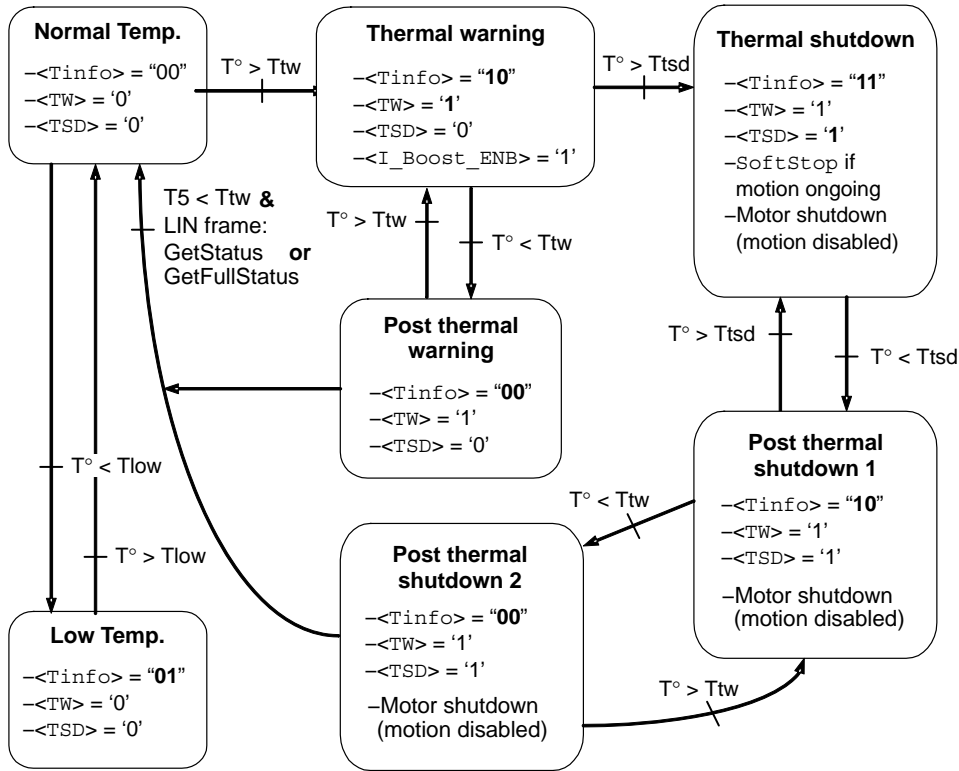 Normal Temp.
–<Tinfo> = “00”
–<TW> = ‘0’
–<TSD> = ‘0’
T° > Ttw
Thermal warning
–<Tinfo> = “10”
–<TW> = ‘1’
–<TSD> = ‘0’
–<I_Boost_ENB> = ‘1’
T° > Ttsd
Thermal shutdown
–<Tinfo> = “11”
–<TW> = ‘1’
–<TSD> = ‘1’
–SoftStop if
motion ongoing
–Motor shutdown
(motion disabled)
T5 < Ttw &
LIN frame:
GetStatus or
GetFullStatus
T° > Ttw
T° < Ttw
Post thermal
warning
–<Tinfo> = “00”
–<TW> = ‘1’
–<TSD> = ‘0’
T° > Ttsd
T° < Ttsd
Post thermal
shutdown 1
–<Tinfo> = “10”
–<TW> = ‘1’
–<TSD> = ‘1’
–Motor shutdown
(motion disabled)
T° < Ttw
Post thermal
shutdown 2
–<Tinfo> = “00”
–<TW> = ‘1’
–<TSD> = ‘1’
–Motor shutdown
(motion disabled)
T° > Ttw
T° < Tlow
T° > Tlow
Low Temp.
–<Tinfo> = “01”
–<TW> = ‘0’
–<TSD> = ‘0’